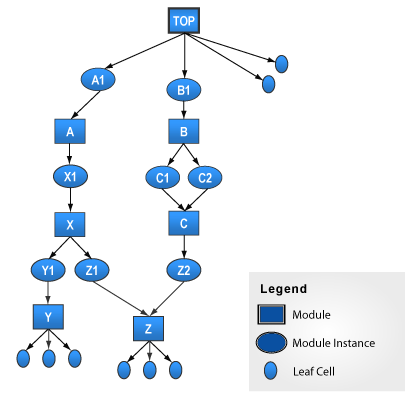 TOP
A1
B1
A
B
X1
C1
C2
X
C
Y1
Z1
Z2
Y
Z
Legend
Module
Module Instance
Leaf Cell